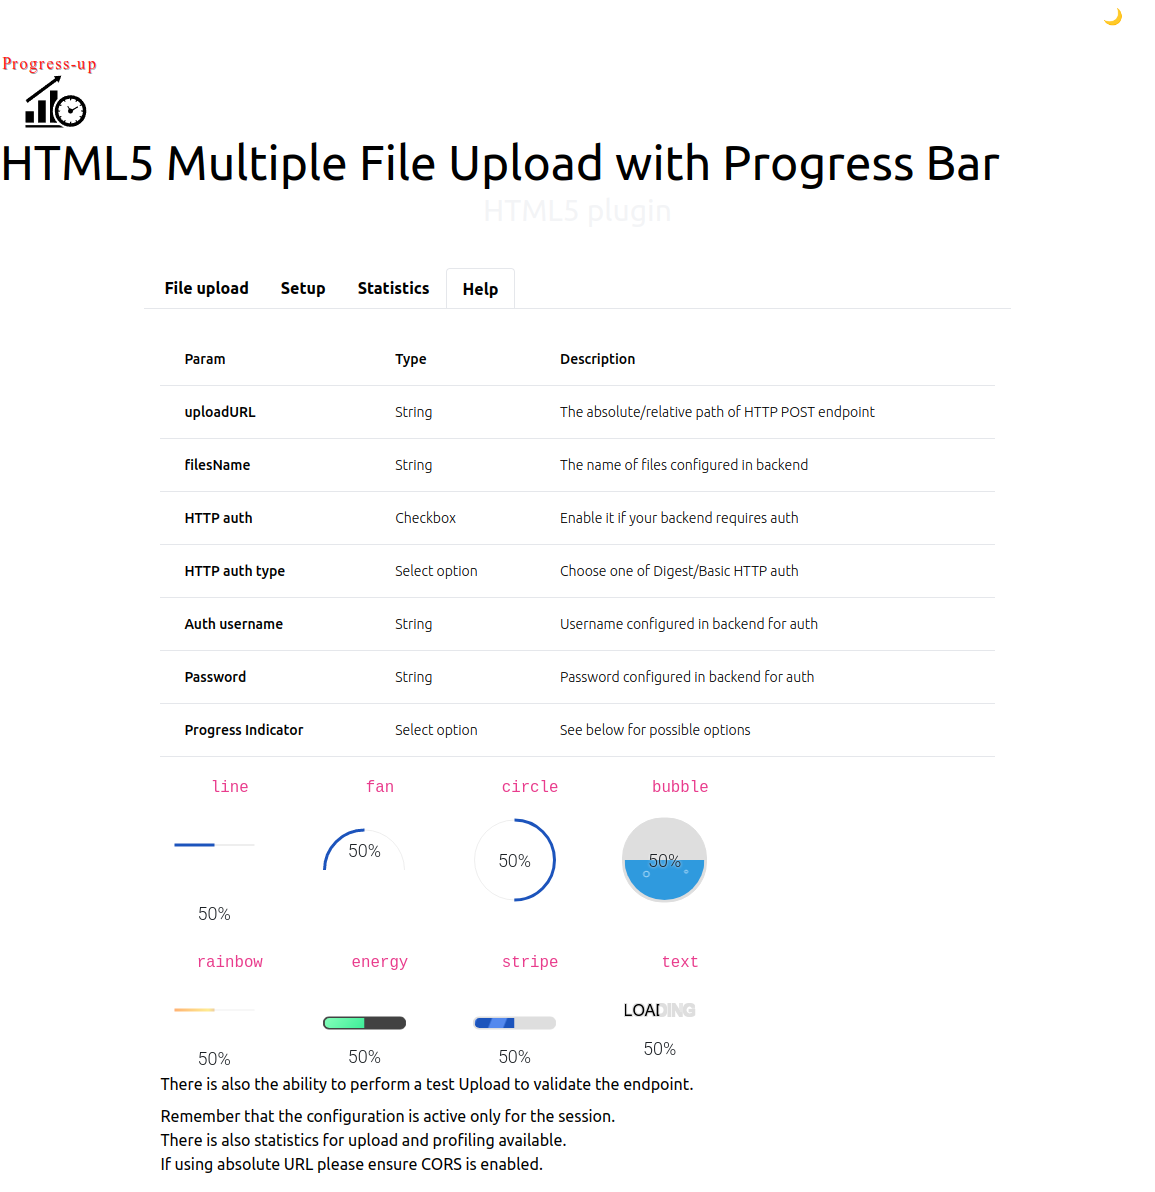 Progress-up
HTML5 Multiple File Upload with Progress Bar
HTML5 plugin
File upload Setup Statistics Help
Param Type Description
uploadURL String The absolute/relative path of HTTP POST endpoint
filesName String The name of files configured in backend
HTTP auth Checkbox Enable it if your backend requires auth
HTTP auth type Select option Choose one of Digest/Basic HTTP auth
Auth username String Username configured in backend for auth
Password String Password configured in backend for auth
Progress Indicator Select option See below for possible options
line fan circle bubble
50% 50% 50% 50%
rainbow energy stripe text
LOADING
50% 50% 50% 50%
There is also the ability to perform a test Upload to validate the endpoint.
Remember that the configuration is active only for the session.
There is also statistics for upload and profiling available.
If using absolute URL please ensure CORS is enabled.